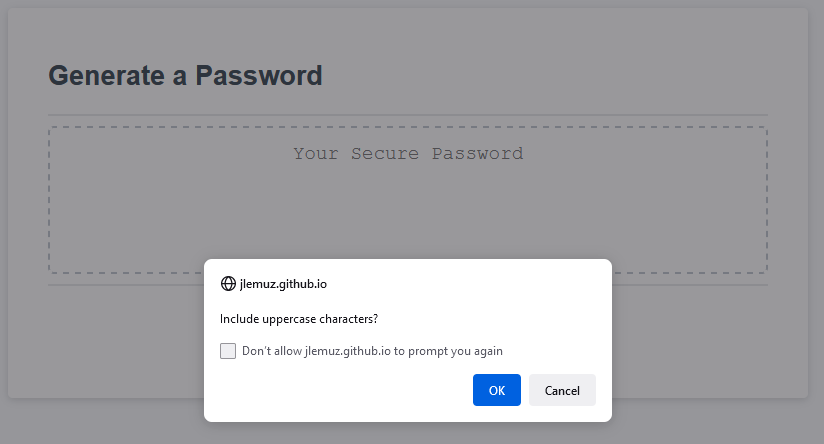 Generate a Password
Your Secure Password
jlemuz.github.io
Include uppercase characters?
Don't allow jlemuz.github.io to prompt you again
OK
Cancel